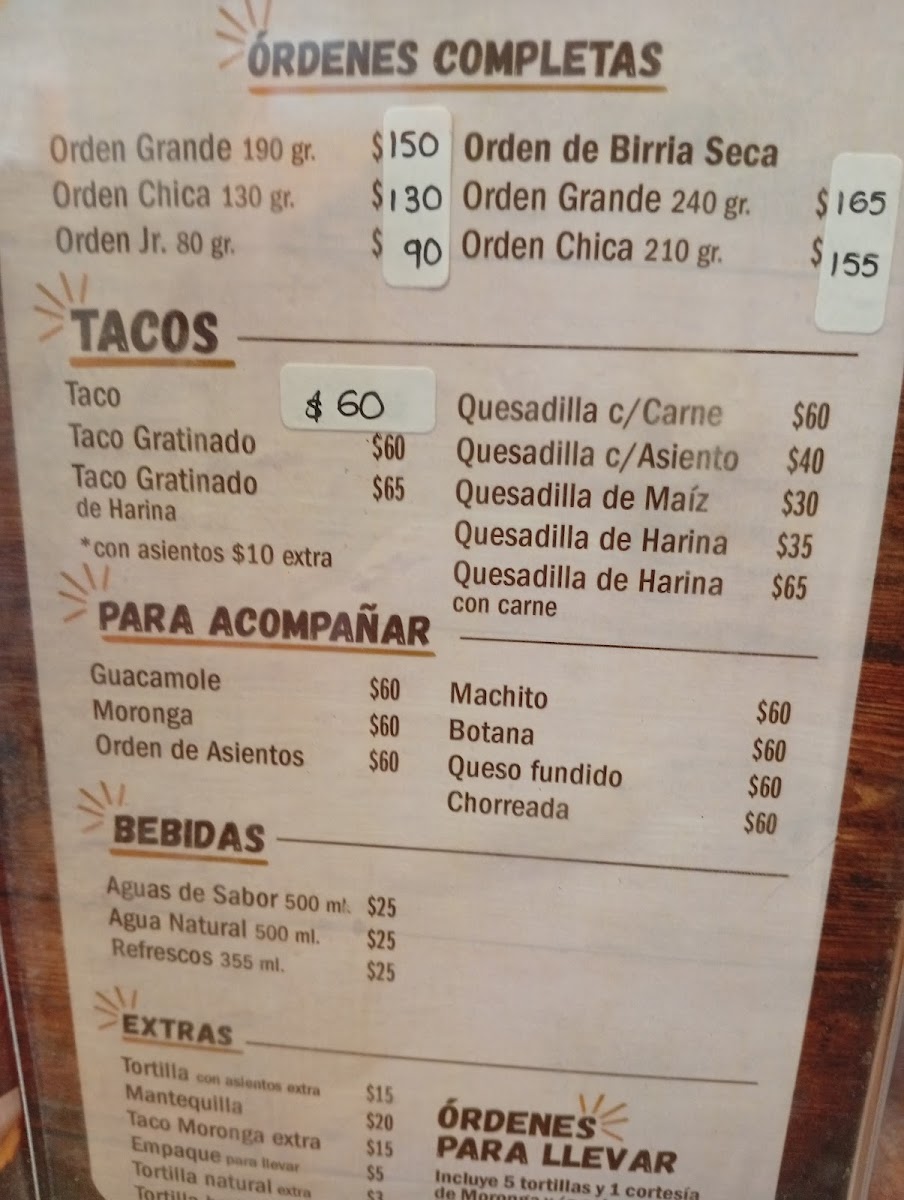 ÓRDENES COMPLETAS
Orden Grande 190 gr. $150
Orden Chica 130 gr. $130
Orden Jr. 80 gr. $90
Orden de Birria Seca
Orden Grande 240 gr. $165
Orden Chica 210 gr. $155
TACOS
Taco $60
Taco Gratinado $60
Taco Gratinado $65
de Harina
*con asientos $10 extra
Quesadilla c/Carne $60
Quesadilla c/Asiento $40
Quesadilla de Maíz $30
Quesadilla de Harina $35
Quesadilla de Harina $65
con carne
PARA ACOMPAÑAR
Guacamole $60
Moronga $60
Orden de Asientos $60
Machito $60
Botana $60
Queso fundido $60
Chorreada $60
BEBIDAS
Aguas de Sabor 500 ml. $25
Agua Natural 500 ml. $25
Refrescos 355 ml. $25
EXTRAS
Tortilla con asientos extra $15
Mantequilla $20
Taco Moronga extra $15
Empaque para llevar $5
Tortilla natural extra $3
Tortilla
ÓRDENES
PARA LLEVAR
Incluye 5 tortillas y 1 cortesía
de Moronga